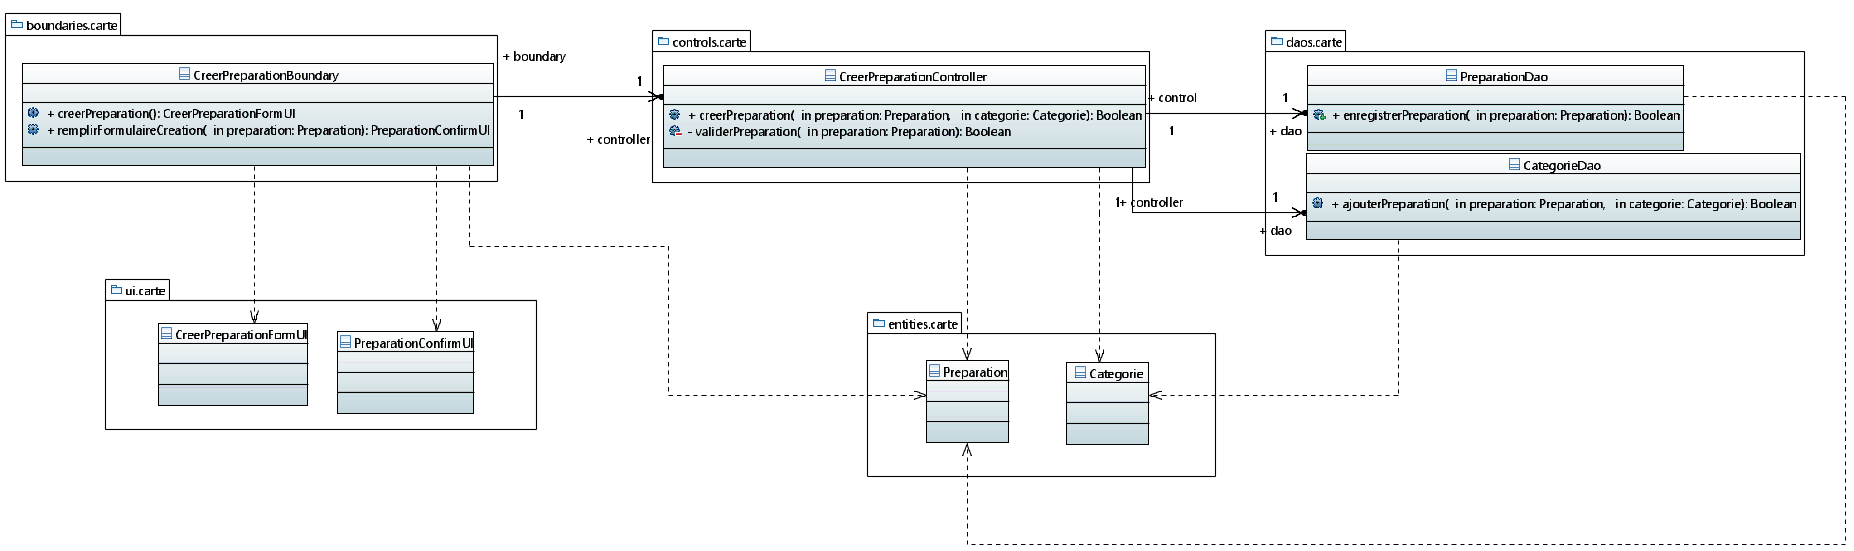 boundaries.carte
CreerPreparationBoundary
+ creerPreparation(): CreerPreparationFormUI
+ remplirFormulaireCreation( in preparation: Preparation): PreparationConfirmUI
+ boundary
1
1
+ controller
controls.carte
CreerPreparationController
+ creerPreparation( in preparation: Preparation, in categorie: Categorie): Boolean
- validerPreparation( in preparation: Preparation): Boolean
+ control
1
1
+ dao
1+ controller
1
+ dao
daos.carte
PreparationDao
+ enregistrerPreparation( in preparation: Preparation): Boolean
CategorieDao
+ ajouterPreparation( in preparation: Preparation, in categorie: Categorie): Boolean
ui.carte
CreerPreparationFormUI
PreparationConfirmUI
entities.carte
Preparation
Categorie